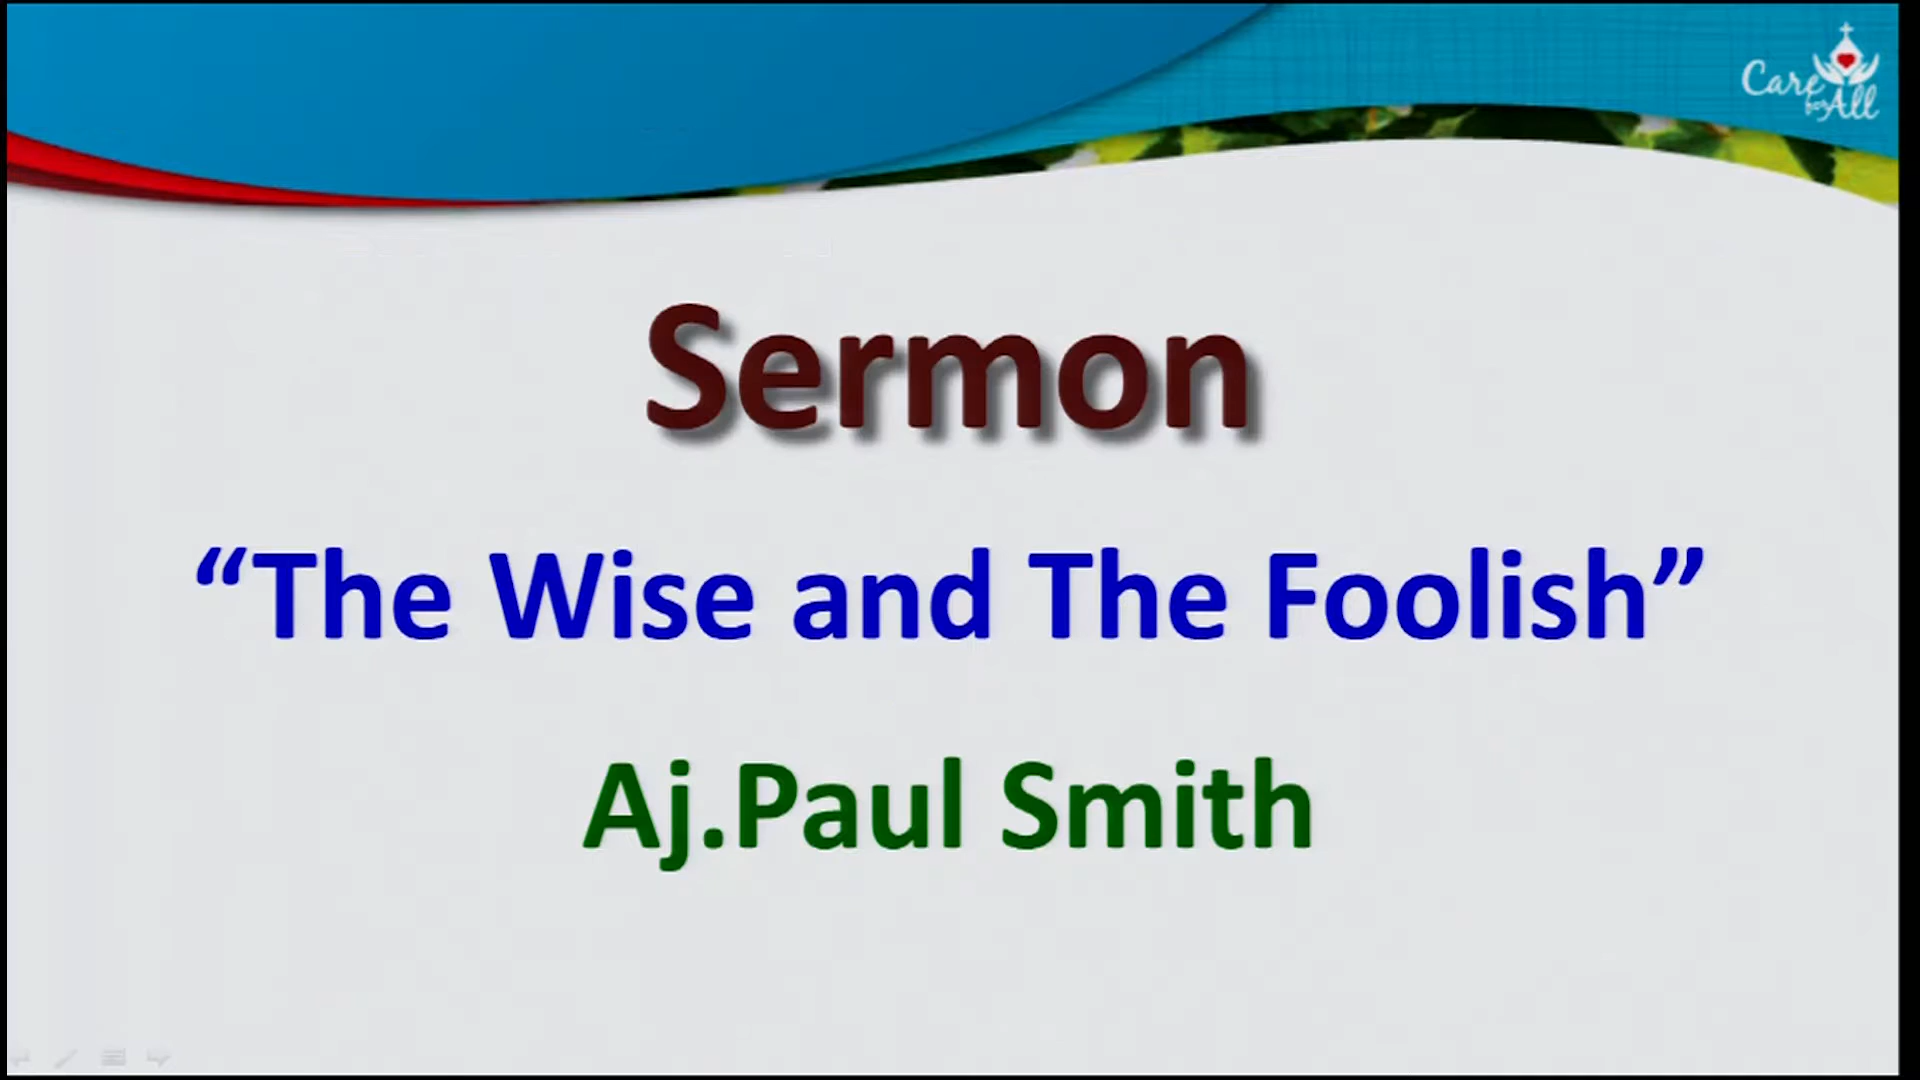 Care
for All
Sermon
“The Wise and The Foolish”
Aj.Paul Smith